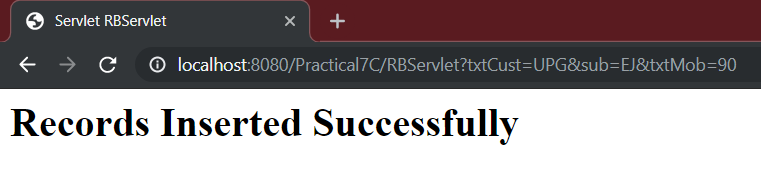 Servlet RBServlet
localhost:8080/Practical7C/RBServlet?txtCust=UPG&sub=EJ&txtMob=90
Records Inserted Successfully